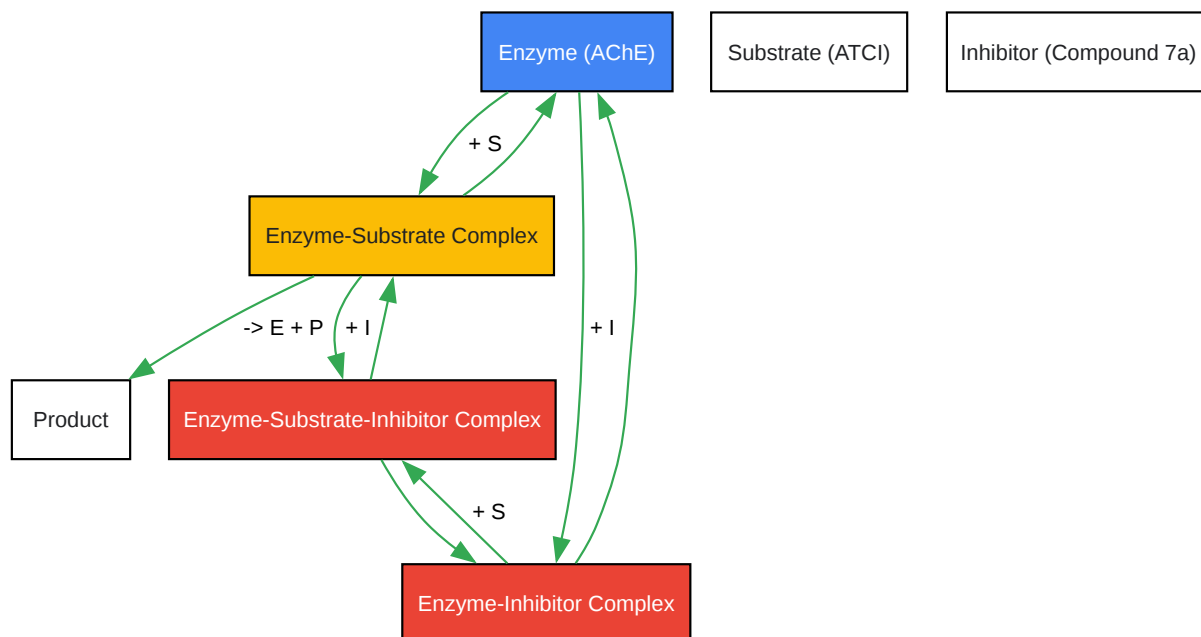 Enzyme (AChE)
Substrate (ATCI)
Inhibitor (Compound 7a)
+ S
Enzyme-Substrate Complex
-> E + P
+ I
+ I
Product
Enzyme-Substrate-Inhibitor Complex
+ S
Enzyme-Inhibitor Complex